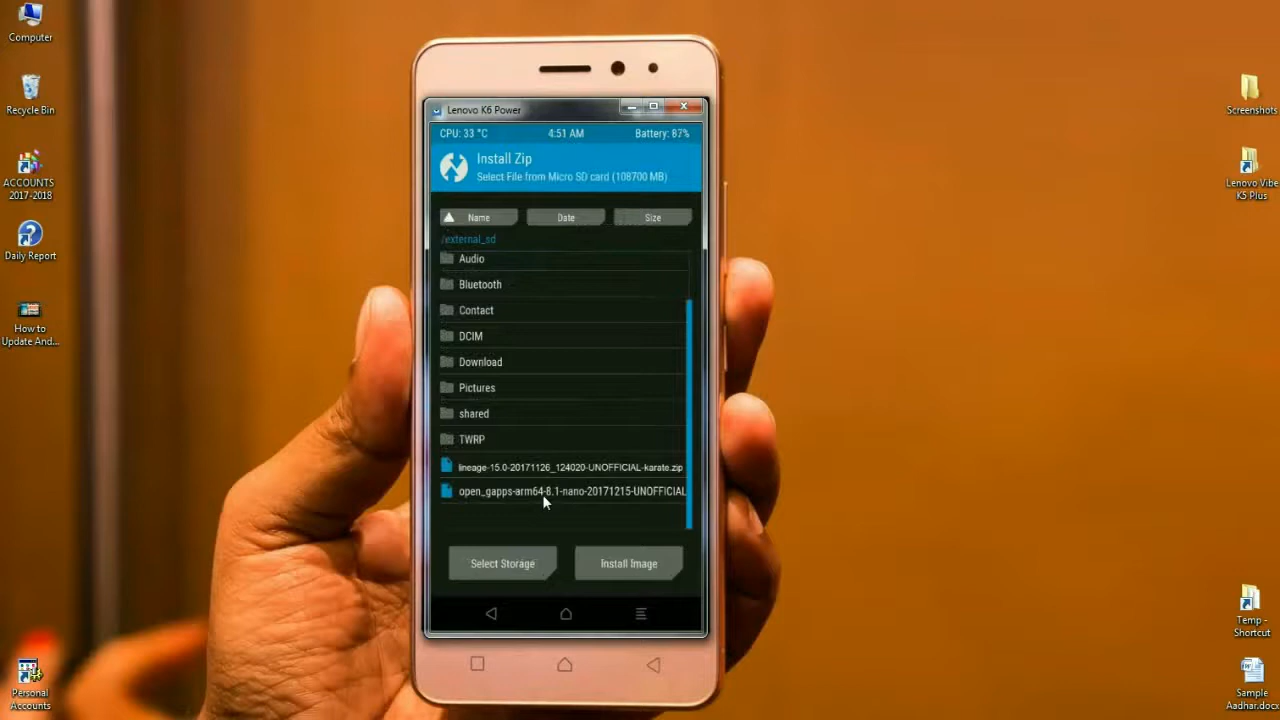 Computer
Recycle Bin
ACCOUNTS
2017-2018
Daily Report
How to
Update And...
Personal
Accounts
Lenovo K6 Power
CPU: 33 °C
4:51 AM
Battery: 87%
Install Zip
Select File from Micro SD card (108700 MB)
Name
Date
Size
/external_sd
Audio
Bluetooth
Contact
DCIM
Download
Pictures
shared
TWRP
lineage-15.0-20171126_124020-UNOFFICIAL-karate.zip
open_gapps-arm64-8.1-nano-20171215-UNOFFICIAL
Select Storage
Install Image
Screenshots
Lenovo Vibe
K5 Plus
Temp -
Shortcut
Sample
Aadhar.docx